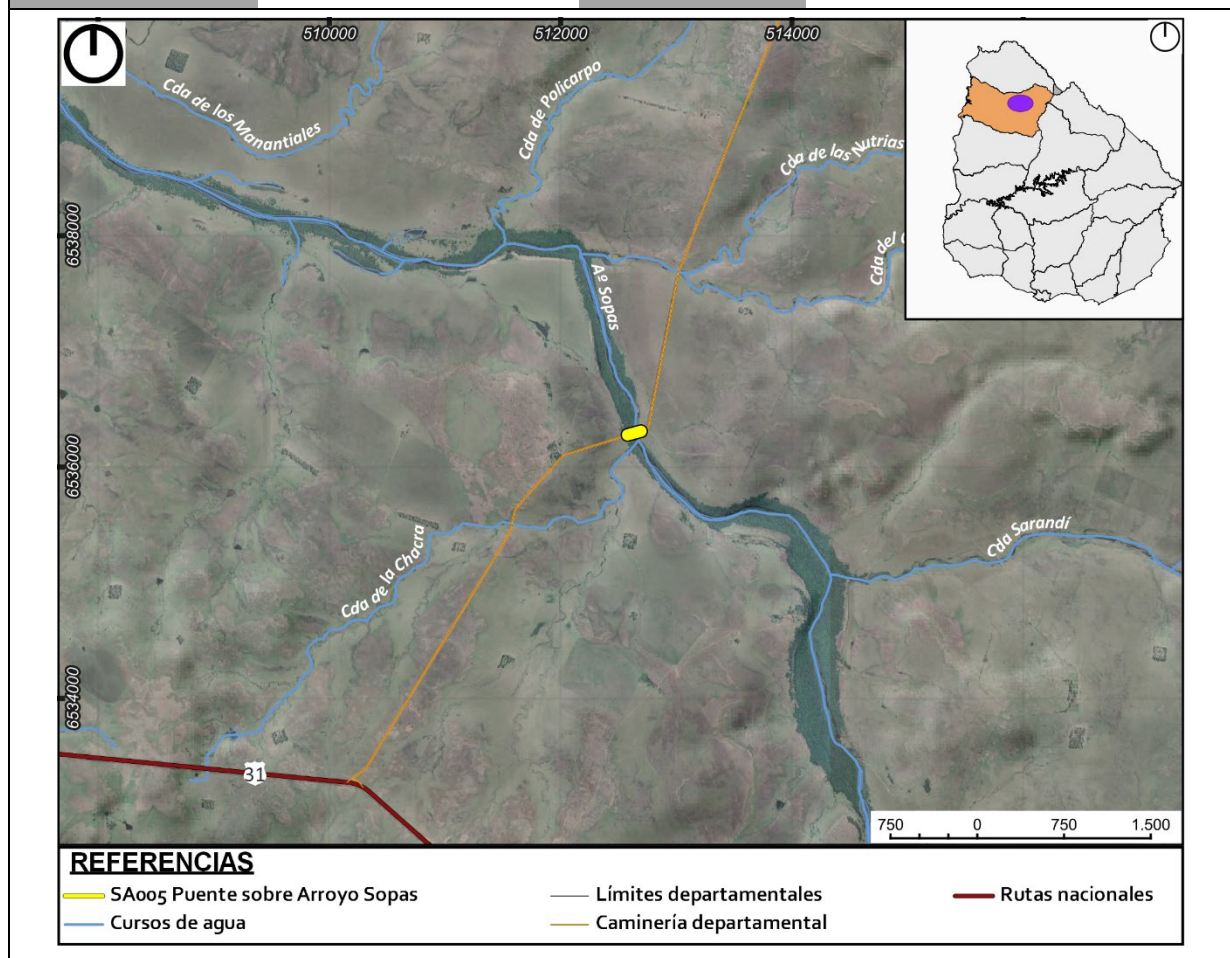 510000
512000
514000
Cda de los Manantiales
Cda de Policarpo
Cda de las Nutrias
Cda del
6538000
Aº Sopas
6536000
Cda de la Chacra
Cda Sarandí
6534000
31
750 0 750 1.500
REFERENCIAS
SA005 Puente sobre Arroyo Sopas
Límites departamentales
Rutas nacionales
Cursos de agua
Caminería departamental